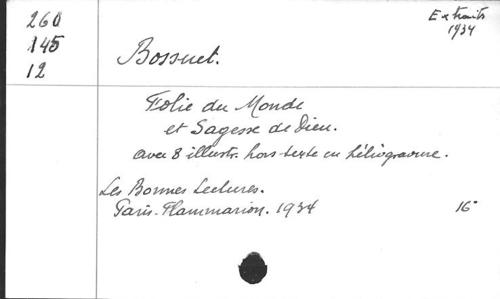 260
145
12
Extraits
1934
Bossuet.
Folie du Monde
et Sagesse de Dieu.
avec 8 illustr. hors-texte en héliogravure.
Les Bonnes Lectures.
Paris-Flammarion. 1934 16°